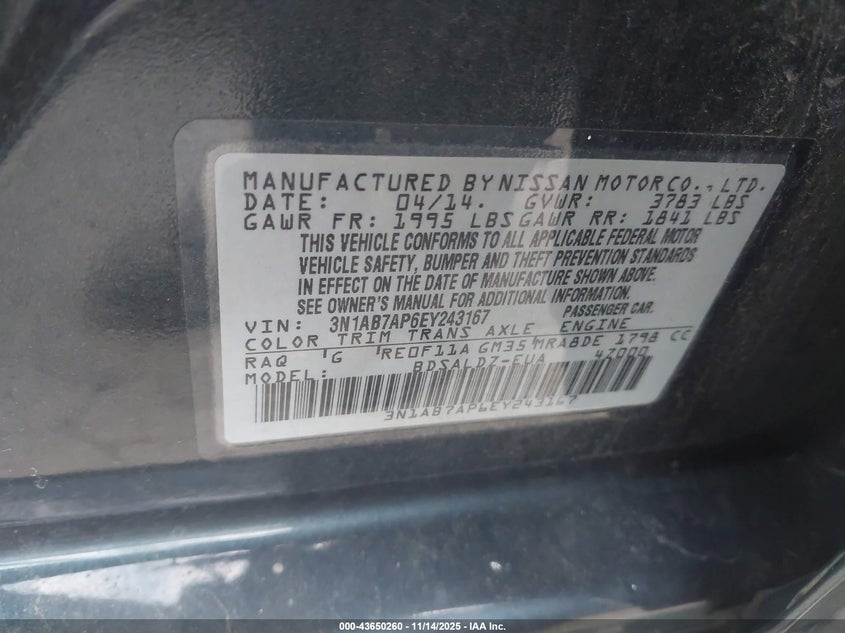 MANUFACTURED BY NISSAN MOTOR CO., LTD.
DATE: 04/14. GVWR: 3783 LBS
GAWR FR: 1995 LBS GAWR RR: 1841 LBS
THIS VEHICLE CONFORMS TO ALL APPLICABLE FEDERAL MOTOR
VEHICLE SAFETY, BUMPER AND THEFT PREVENTION STANDARDS
IN EFFECT ON THE DATE OF MANUFACTURE SHOWN ABOVE.
SEE OWNER'S MANUAL FOR ADDITIONAL INFORMATION.
VIN: 3N1AB7AP6EY243167 PASSENGER CAR.
COLOR TRIM TRANS AXLE ENGINE
RAQ G RE0F11A GM35 MRA8DE 1798 CC
MODEL: BDSALD7-EUA 47000
3N1AB7AP6EY243167
000-43650260 - 11/14/2025 - IAA Inc.